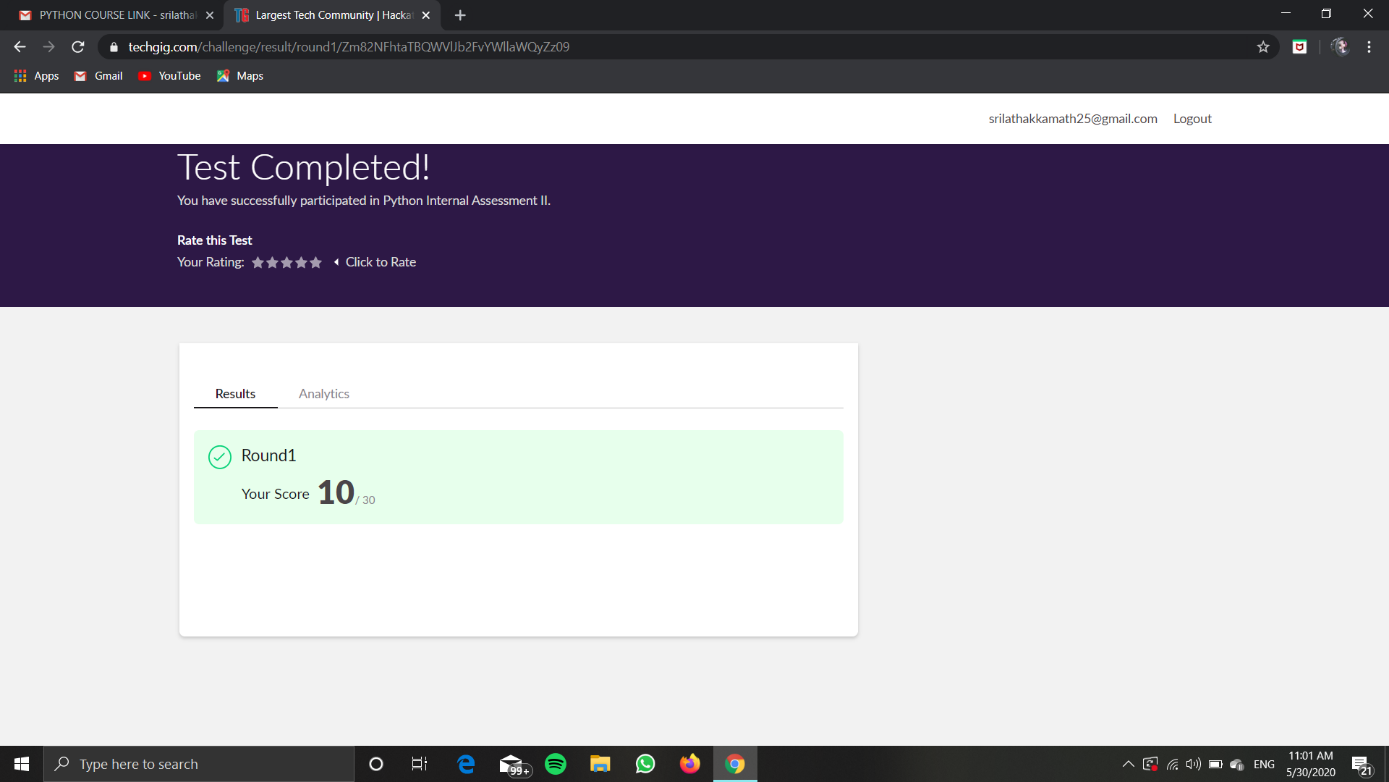 PYTHON COURSE LINK - srilatha
Largest Tech Community | Hacka
techgig.com/challenge/result/round1/Zm82NFhtaTBQWVlJb2FvYWllaWQyZz09
Apps Gmail YouTube Maps
srilathakkamath25@gmail.com Logout
Test Completed!
You have successfully participated in Python Internal Assessment II.
Rate this Test
Your Rating: Click to Rate
Results Analytics
Round1
Your Score 10 / 30
Type here to search
99+
ENG
11:01 AM
5/30/2020
21